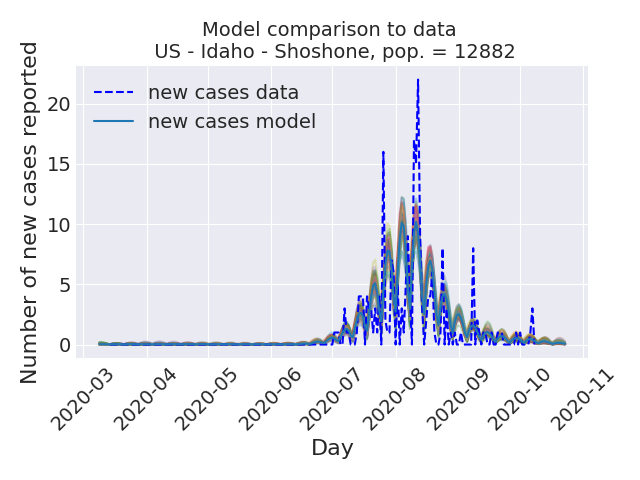 Model comparison to data
US - Idaho - Shoshone, pop. = 12882
new cases data
new cases model
Number of new cases reported
20
15
10
5
0
2020-03
2020-04
2020-05
2020-06
2020-07
2020-08
2020-09
2020-10
2020-11
Day